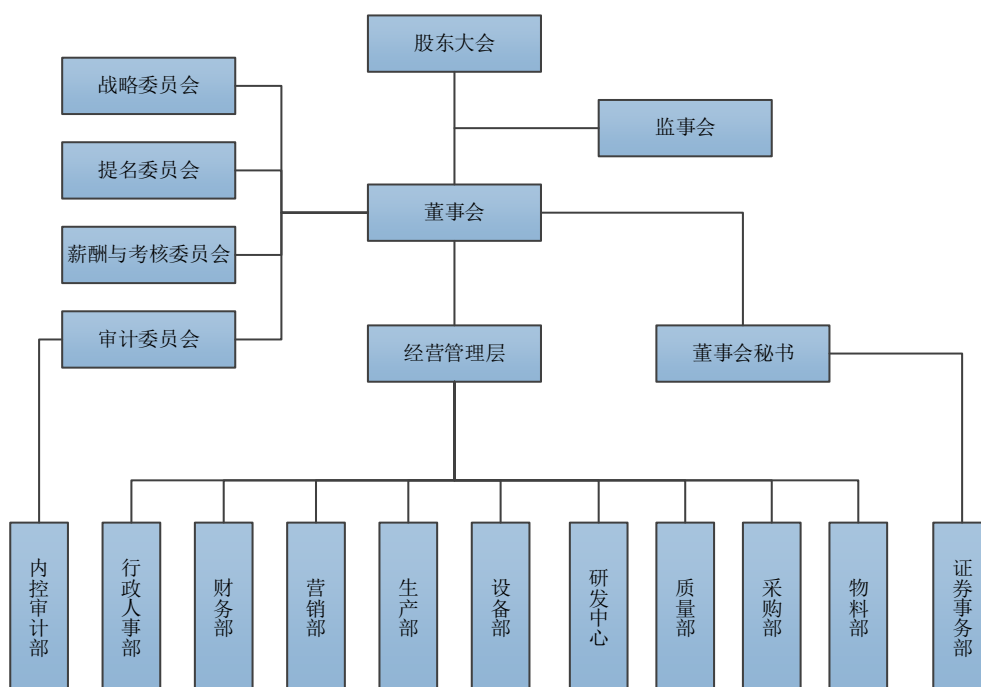 股东大会
战略委员会
监事会
提名委员会
董事会
薪酬与考核委员会
审计委员会
经营管理层
董事会秘书
内控审计部
行政人事部
财务部
营销部
生产部
设备部
研发中心
质量部
采购部
物料部
证券事务部